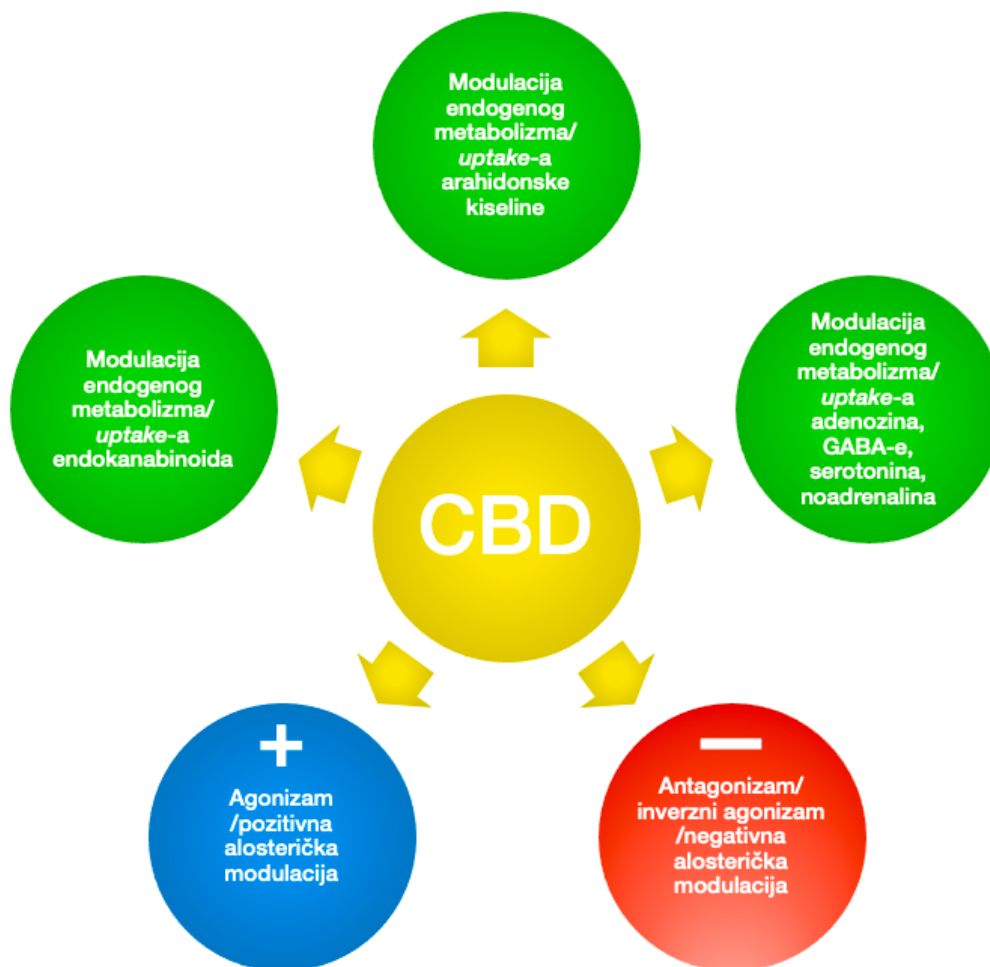 Modulacija
endogenog
metabolizma/
uptake-a
arahidonske
kiseline
Modulacija
endogenog
metabolizma/
uptake-a
endokanabinoida
Modulacija
endogenog
metabolizma/
uptake-a
adenozina,
GABA-e,
serotonina,
noadrenalina
CBD
+
Agonizam
/pozitivna
alosterička
modulacija
—
Antagonizam/
inverzni agonizam
/negativna
alosterička
modulacija